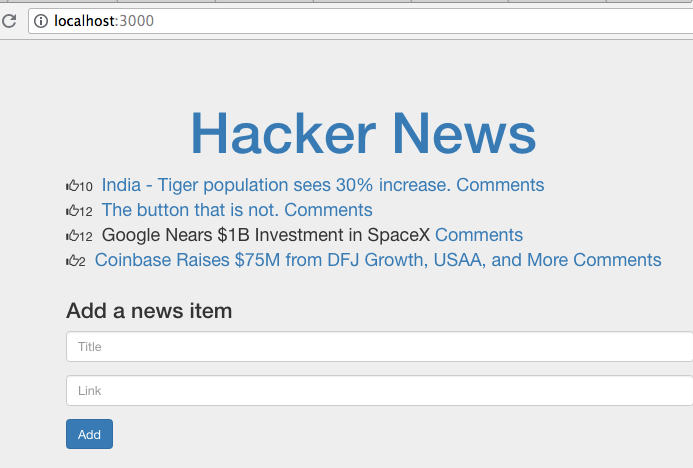 localhost:3000
Hacker News
10 India - Tiger population sees 30% increase. Comments
12 The button that is not. Comments
12 Google Nears $1B Investment in SpaceX Comments
2 Coinbase Raises $75M from DFJ Growth, USAA, and More Comments
Add a news item
Title
Link
Add